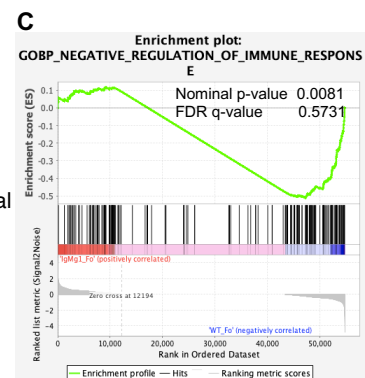 C
Enrichment plot:
GOBP_NEGATIVE_REGULATION_OF_IMMUNE_RESPONS
E
Nominal p-value 0.0081
FDR q-value 0.5731
Enrichment score (ES)
0.1
0.0
-0.1
-0.2
-0.3
-0.4
-0.5
al
Ranked list metric (Signal2Noise)
4
2
0
-2
-4
'IgMg1_Fo' (positively correlated)
Zero cross at 12194
'WT_Fo' (negatively correlated)
0 10,000 20,000 30,000 40,000 50,000
Rank in Ordered Dataset
Enrichment profile Hits Ranking metric scores